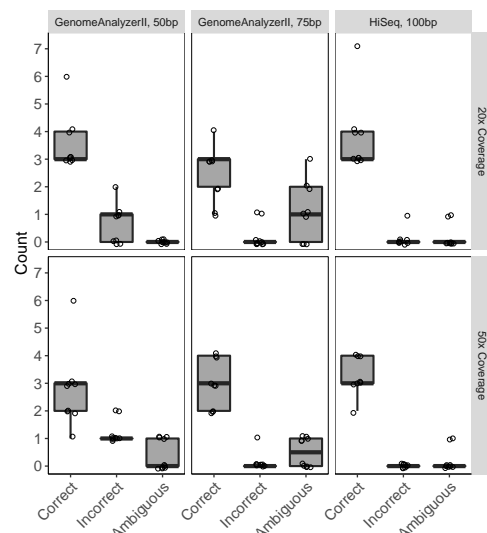 GenomeAnalyzerII, 50bp
GenomeAnalyzerII, 75bp
HiSeq, 100bp
7
6
5
4
3
2
1
0
20x Coverage
Count
7
6
5
4
3
2
1
0
50x Coverage
Correct
Incorrect
Ambiguous
Correct
Incorrect
Ambiguous
Correct
Incorrect
Ambiguous